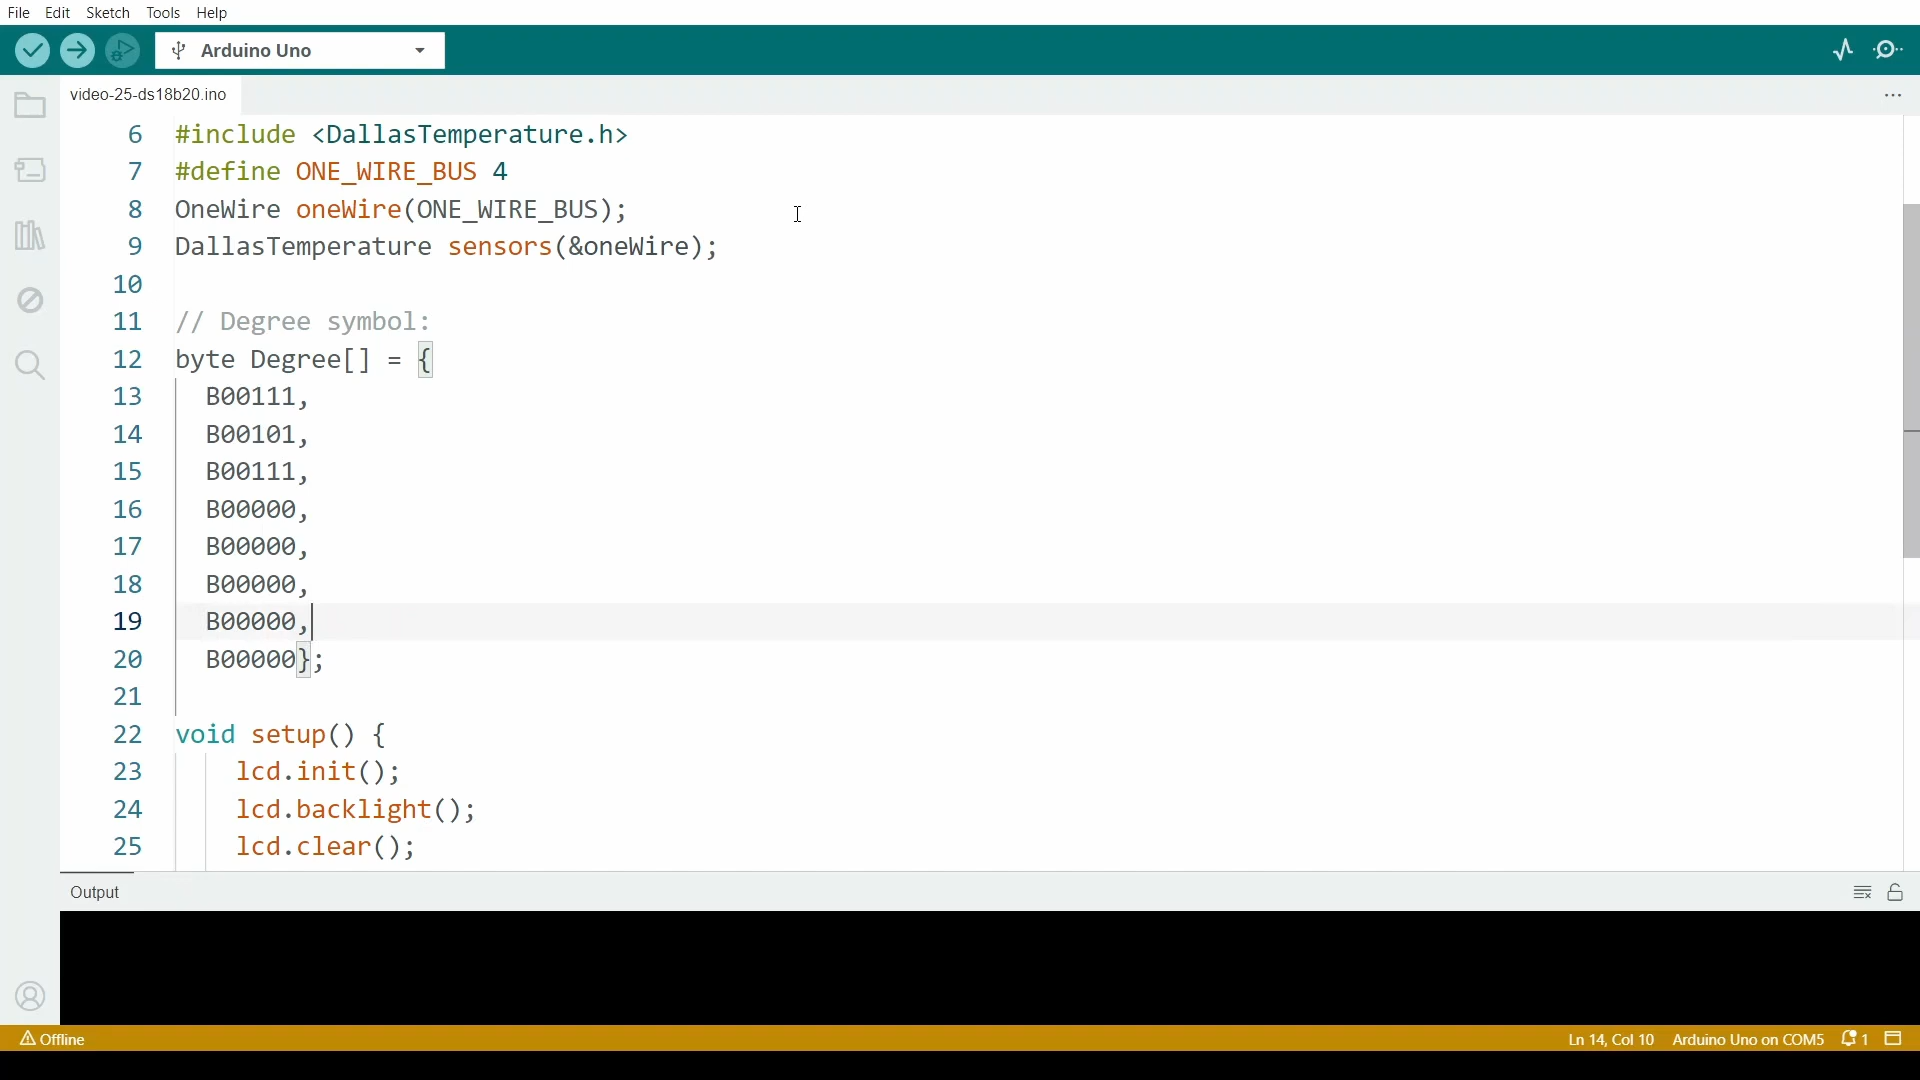 File Edit Sketch Tools Help
Arduino Uno
video-25-ds18b20.ino
6 #include <DallasTemperature.h>
7 #define ONE_WIRE_BUS 4
8 OneWire oneWire(ONE_WIRE_BUS);
9 DallasTemperature sensors(&oneWire);
10
11 // Degree symbol:
12 byte Degree[] = {
13 B00111,
14 B00101,
15 B00111,
16 B00000,
17 B00000,
18 B00000,
19 B00000,
20 B00000};
21
22 void setup() {
23 lcd.init();
24 lcd.backlight();
25 lcd.clear();
Output
Offline Ln 14, Col 10 Arduino Uno on COM5 1